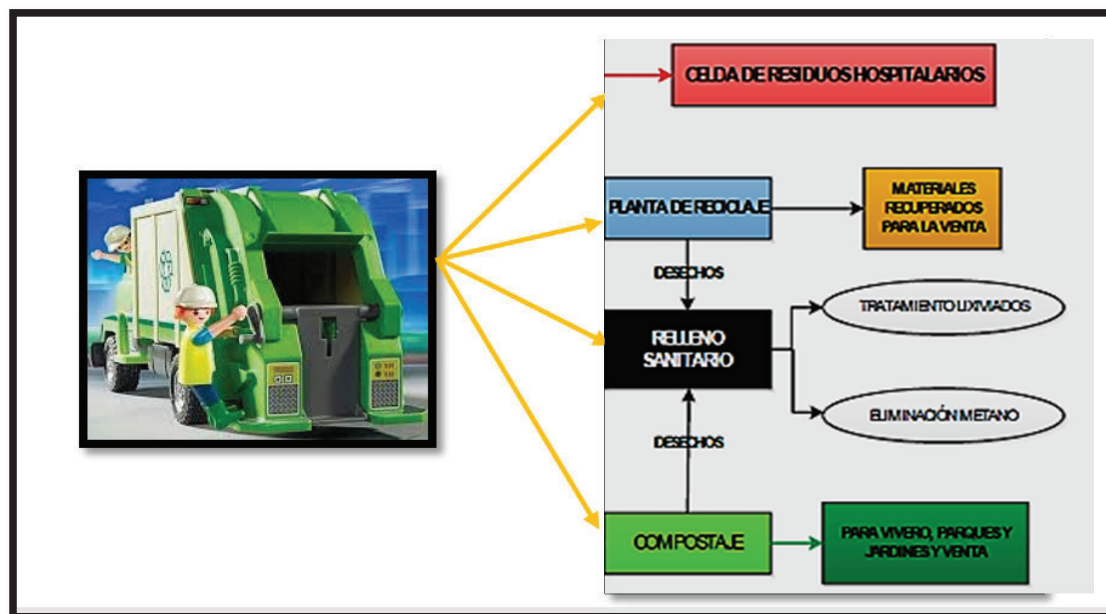 CELDA DE RESIDUOS HOSPITALARIOS
PLANTA DE RECICLAJE
MATERIALES
RECUPERADOS
PARA LA VENTA
DESECHOS
RELLENO
SANITARIO
TRATAMIENTO LIXIVIADOS
ELIMINACIÓN METANO
DESECHOS
COMPOSTAJE
PARA VIVERO, PARQUES Y
JARDINES Y VENTA